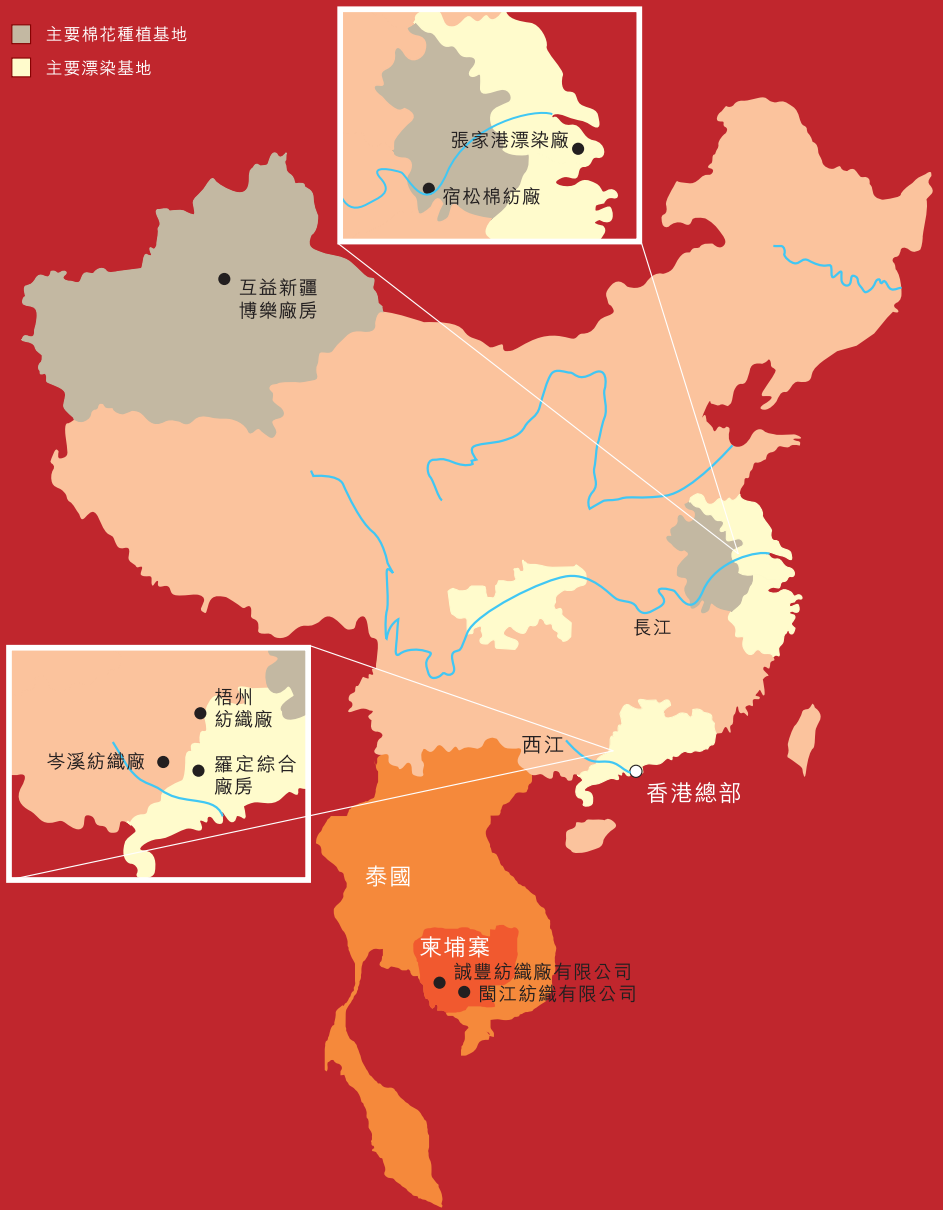 主要棉花種植基地
主要漂染基地
張家港漂染廠
宿松棉紡廠
互益新疆
博樂廠房
長江
梧州
紡織廠
岑溪紡織廠
羅定綜合
廠房
西江
香港總部
泰國
柬埔寨
誠豐紡織廠有限公司
閩江紡織有限公司